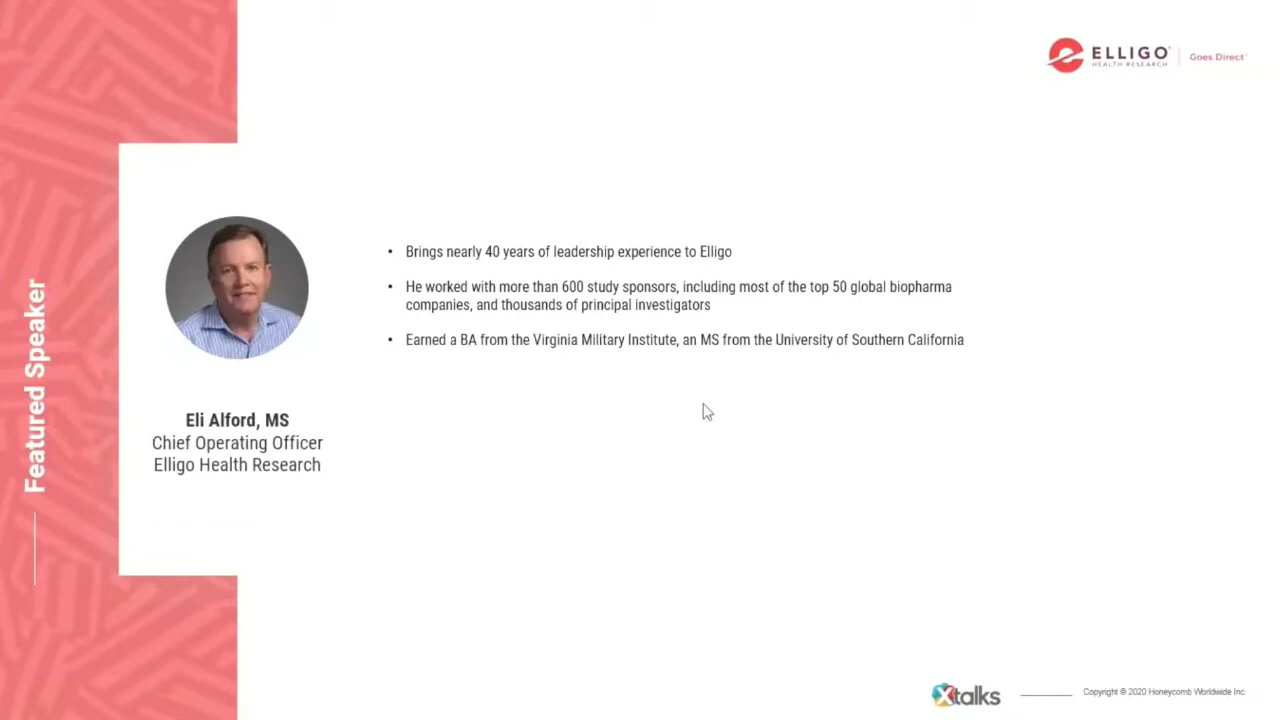 ELLIGO
HEALTH RESEARCH
Goes Direct
Featured Speaker
• Brings nearly 40 years of leadership experience to Elligo
• He worked with more than 600 study sponsors, including most of the top 50 global biopharma
companies, and thousands of principal investigators
• Earned a BA from the Virginia Military Institute, an MS from the University of Southern California
Eli Alford, MS
Chief Operating Officer
Elligo Health Research
Xtalks
Copyright © 2020 Honeycomb Worldwide Inc.